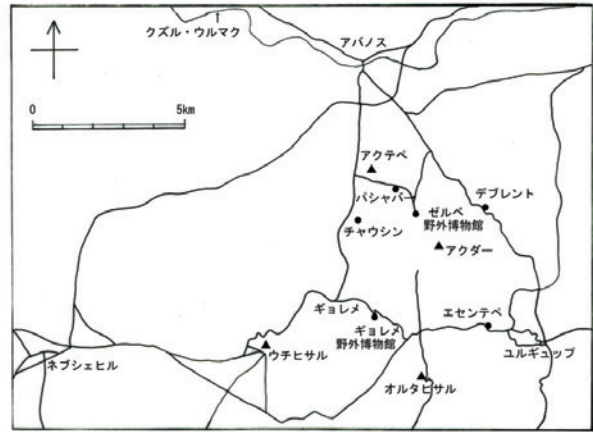 クズル・ウルマク
アバノス
0
5km
アクテペ
パシャバー
デブレント
ゼルベ
野外博物館
チャウシン
アクダー
ギョレメ
エセンテペ
ギョレメ
野外博物館
ウチヒサル
ユルギュップ
ネブシェヒル
オルタヒサル